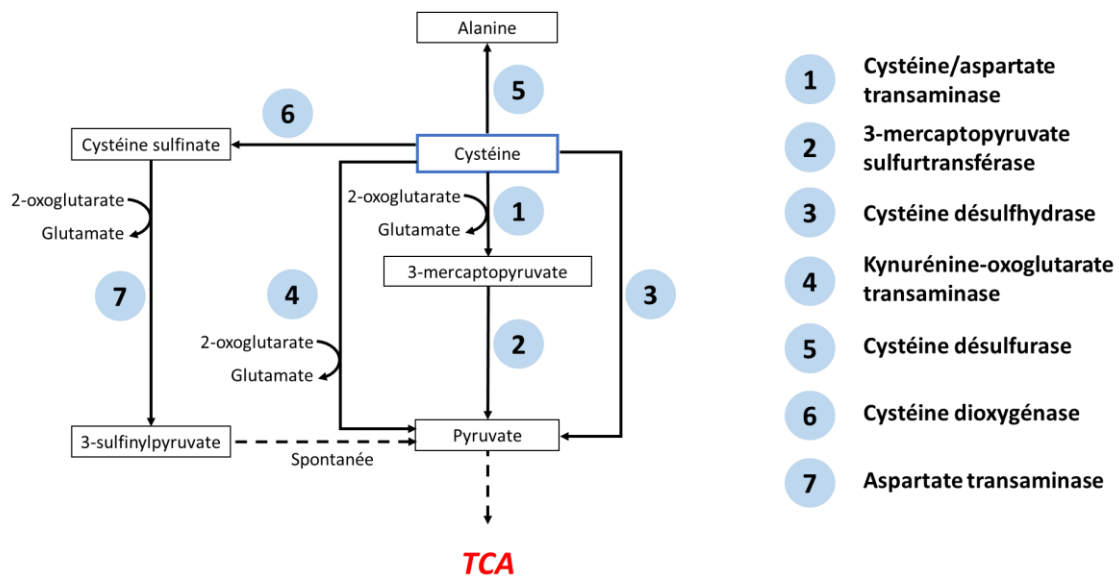 Alanine
5
6
Cystéine sulfinate
Cystéine
2-oxoglutarate
Glutamate
2-oxoglutarate
Glutamate
1
3-mercaptopyruvate
7
4
3
2-oxoglutarate
Glutamate
2
3-sulfinylpyruvate
Spontanée
Pyruvate
TCA
1
Cystéine/aspartate
transaminase
2
3-mercaptopyruvate
sulfurtransférase
3
Cystéine désulfhydrase
4
Kynurénine-oxoglutarate
transaminase
5
Cystéine désulfurase
6
Cystéine dioxygénase
7
Aspartate transaminase